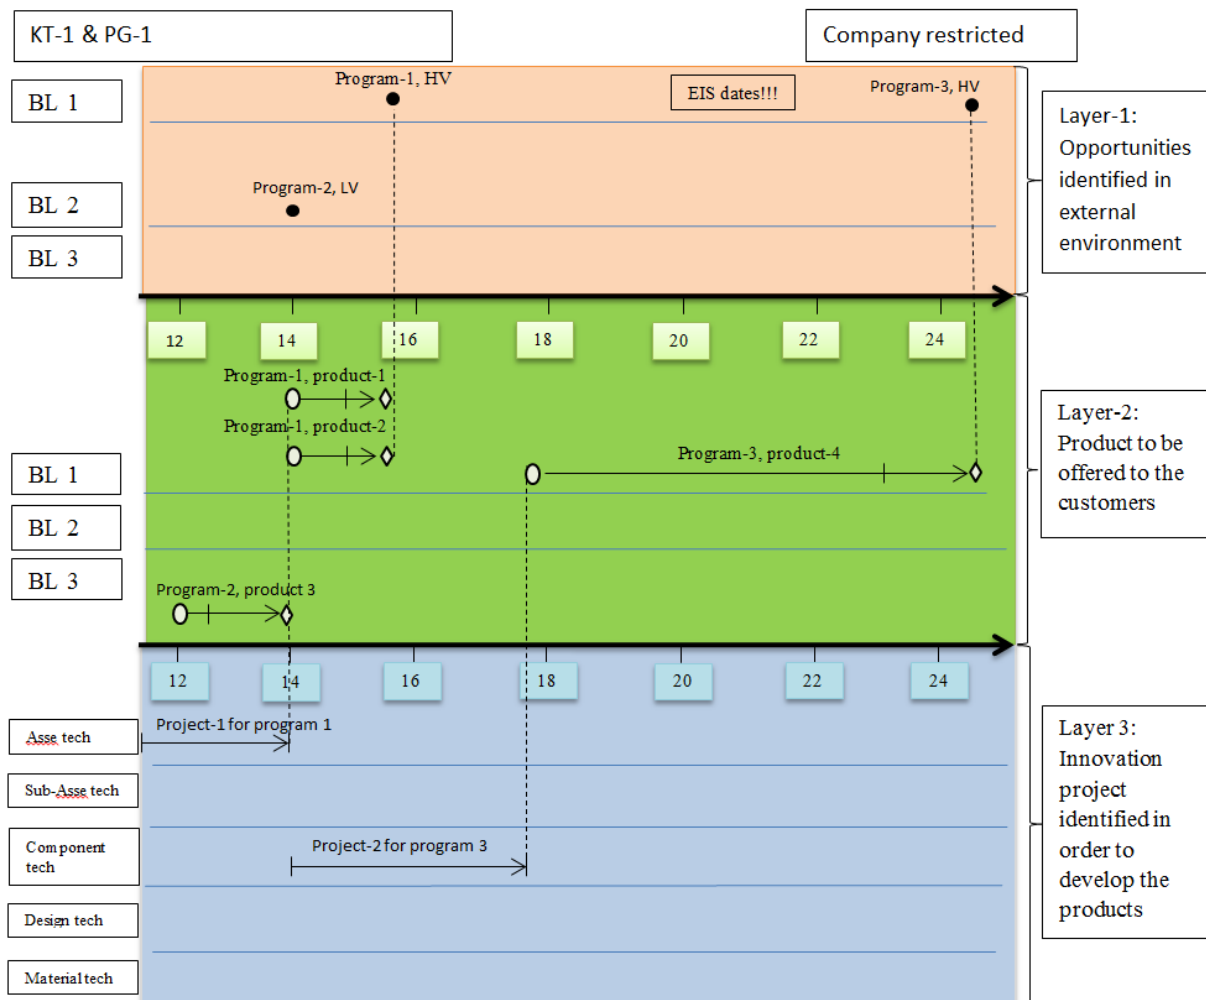 KT-1 & PG-1
Company restricted
Program-1, HV
EIS dates!!!
Program-3, HV
BL 1
Program-2, LV
BL 2
BL 3
Layer-1:
Opportunities
identified in
external
environment
12 14 16 18 20 22 24
Program-1, product-1
Program-1, product-2
Program-3, product-4
BL 1
BL 2
BL 3
Program-2, product 3
Layer-2:
Product to be
offered to the
customers
12 14 16 18 20 22 24
Project-1 for program 1
Asse tech
Sub-Asse tech
Project-2 for program 3
Component
tech
Design tech
Material tech
Layer 3:
Innovation
project
identified in
order to
develop the
products